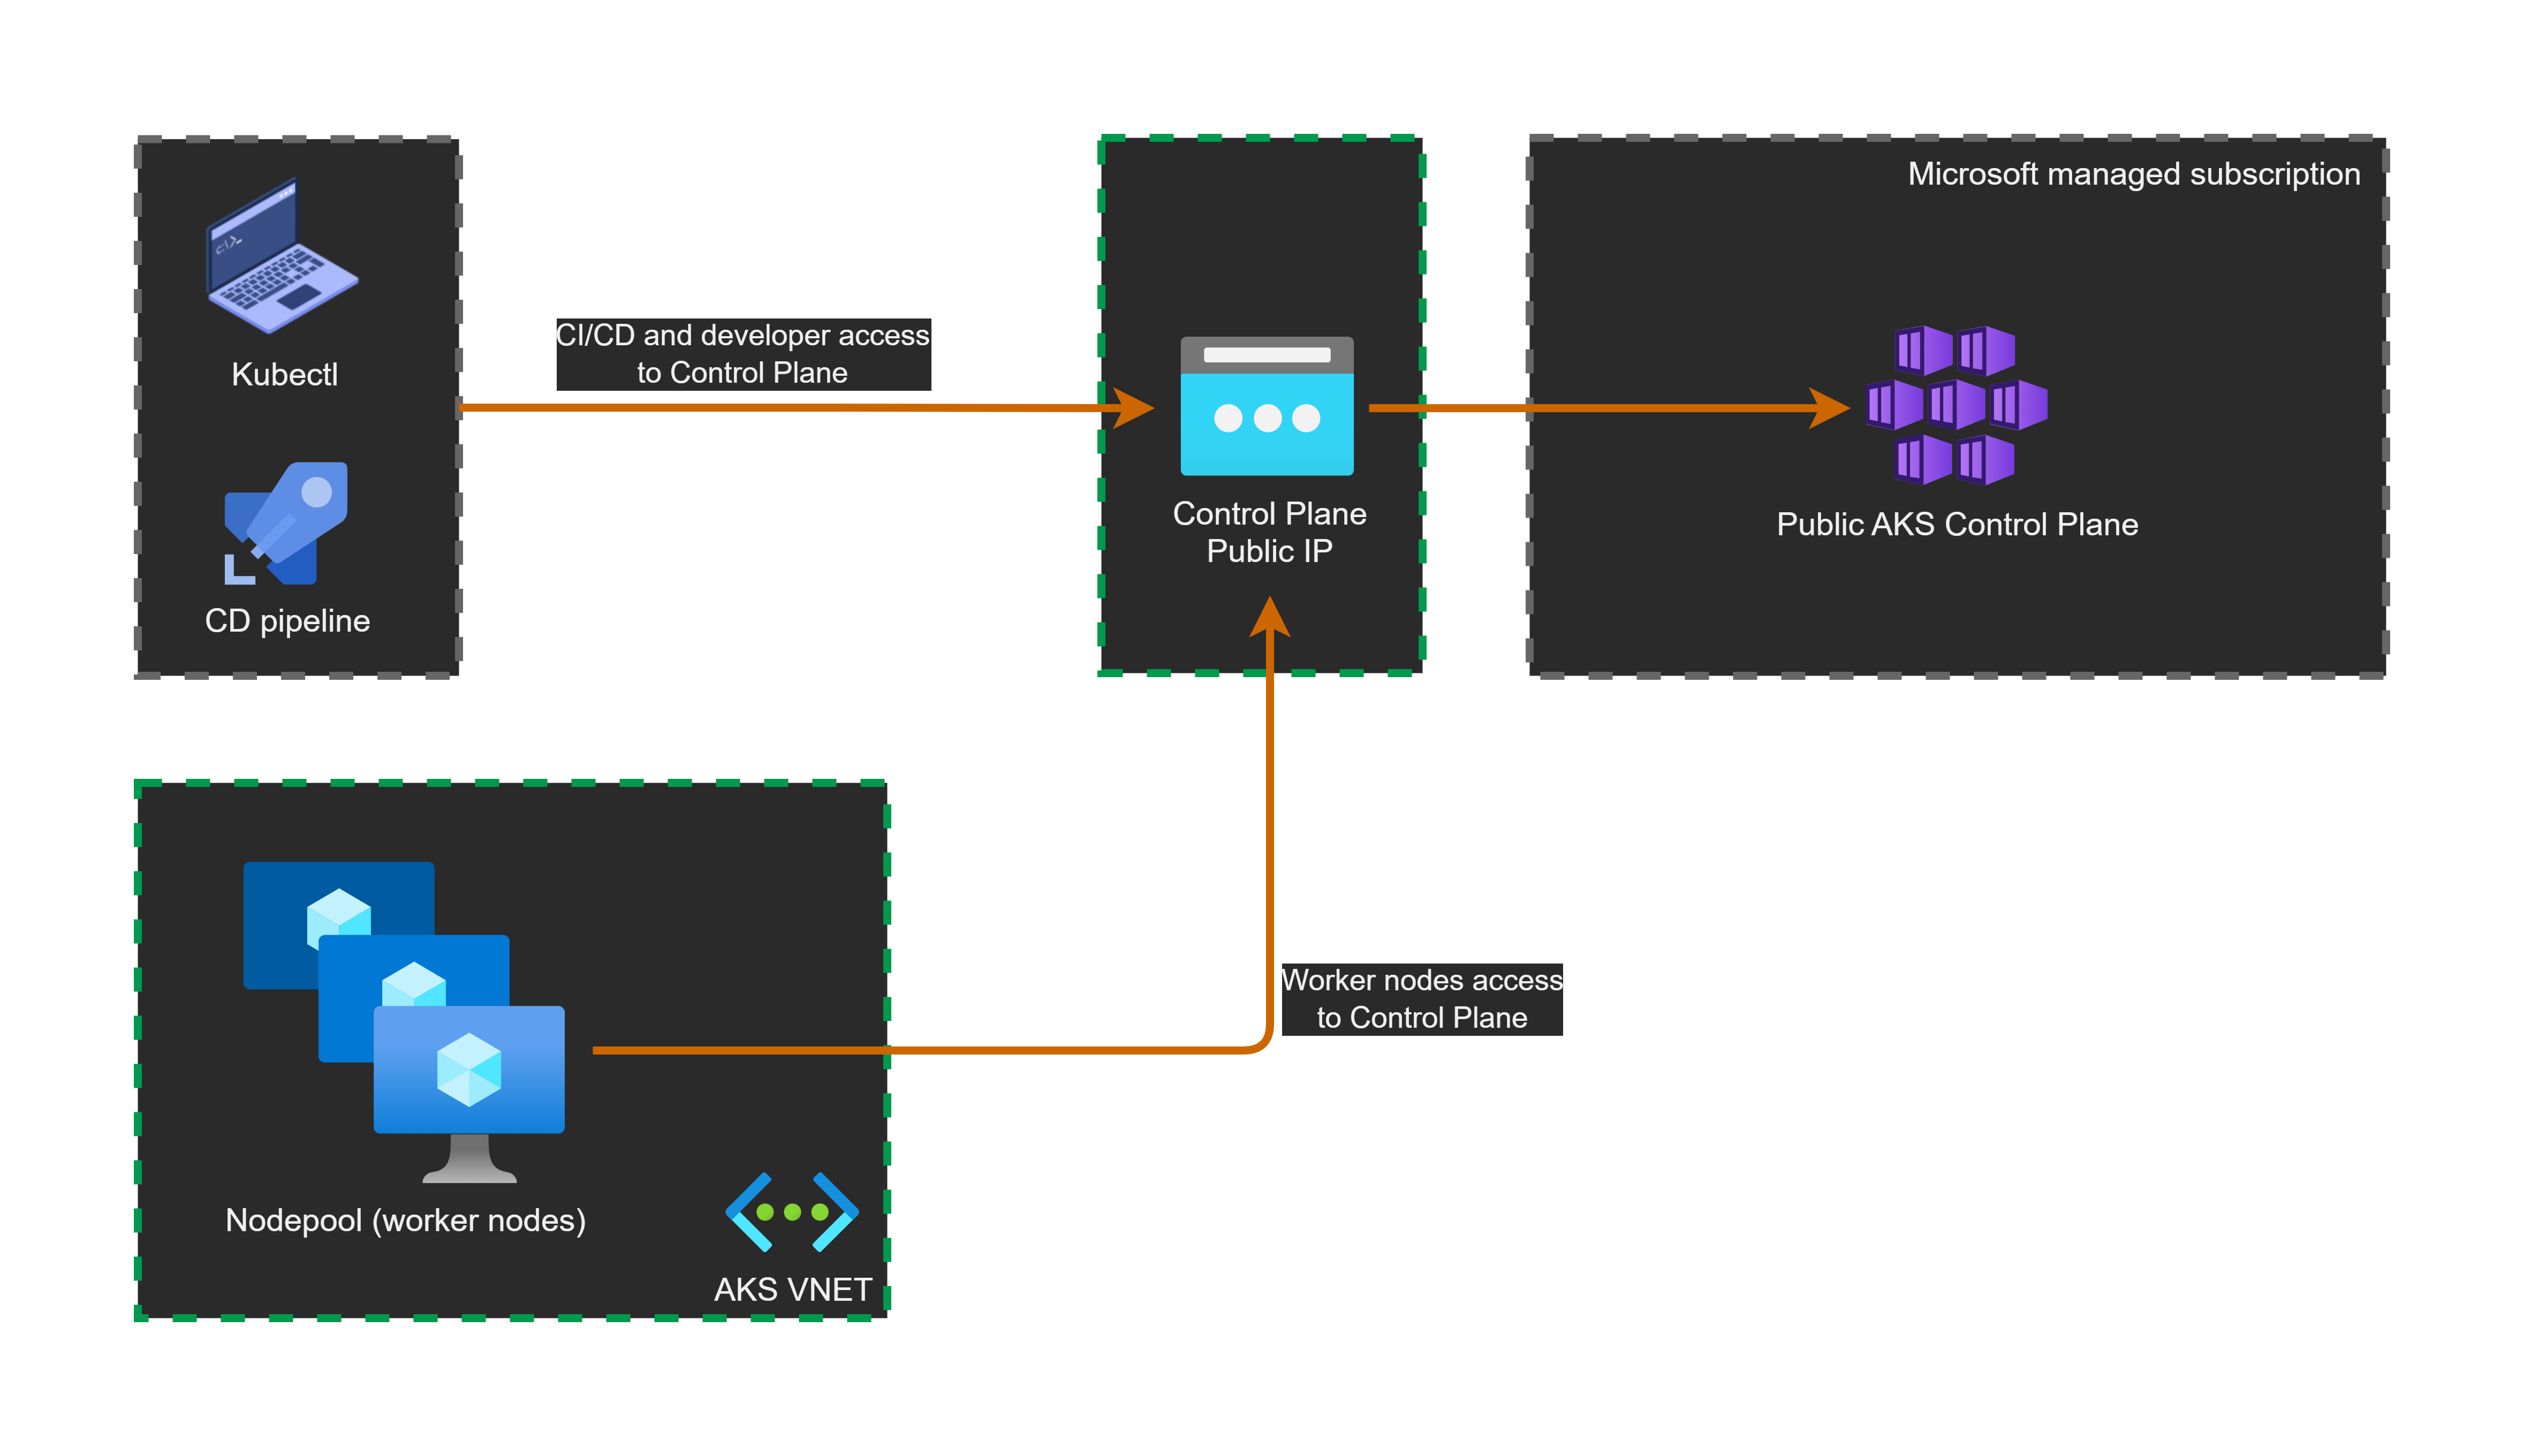 Microsoft managed subscription
C:\>_
Kubectl
CI/CD and developer access
to Control Plane
CD pipeline
Control Plane
Public IP
Public AKS Control Plane
Worker nodes access
to Control Plane
Nodepool (worker nodes)
AKS VNET